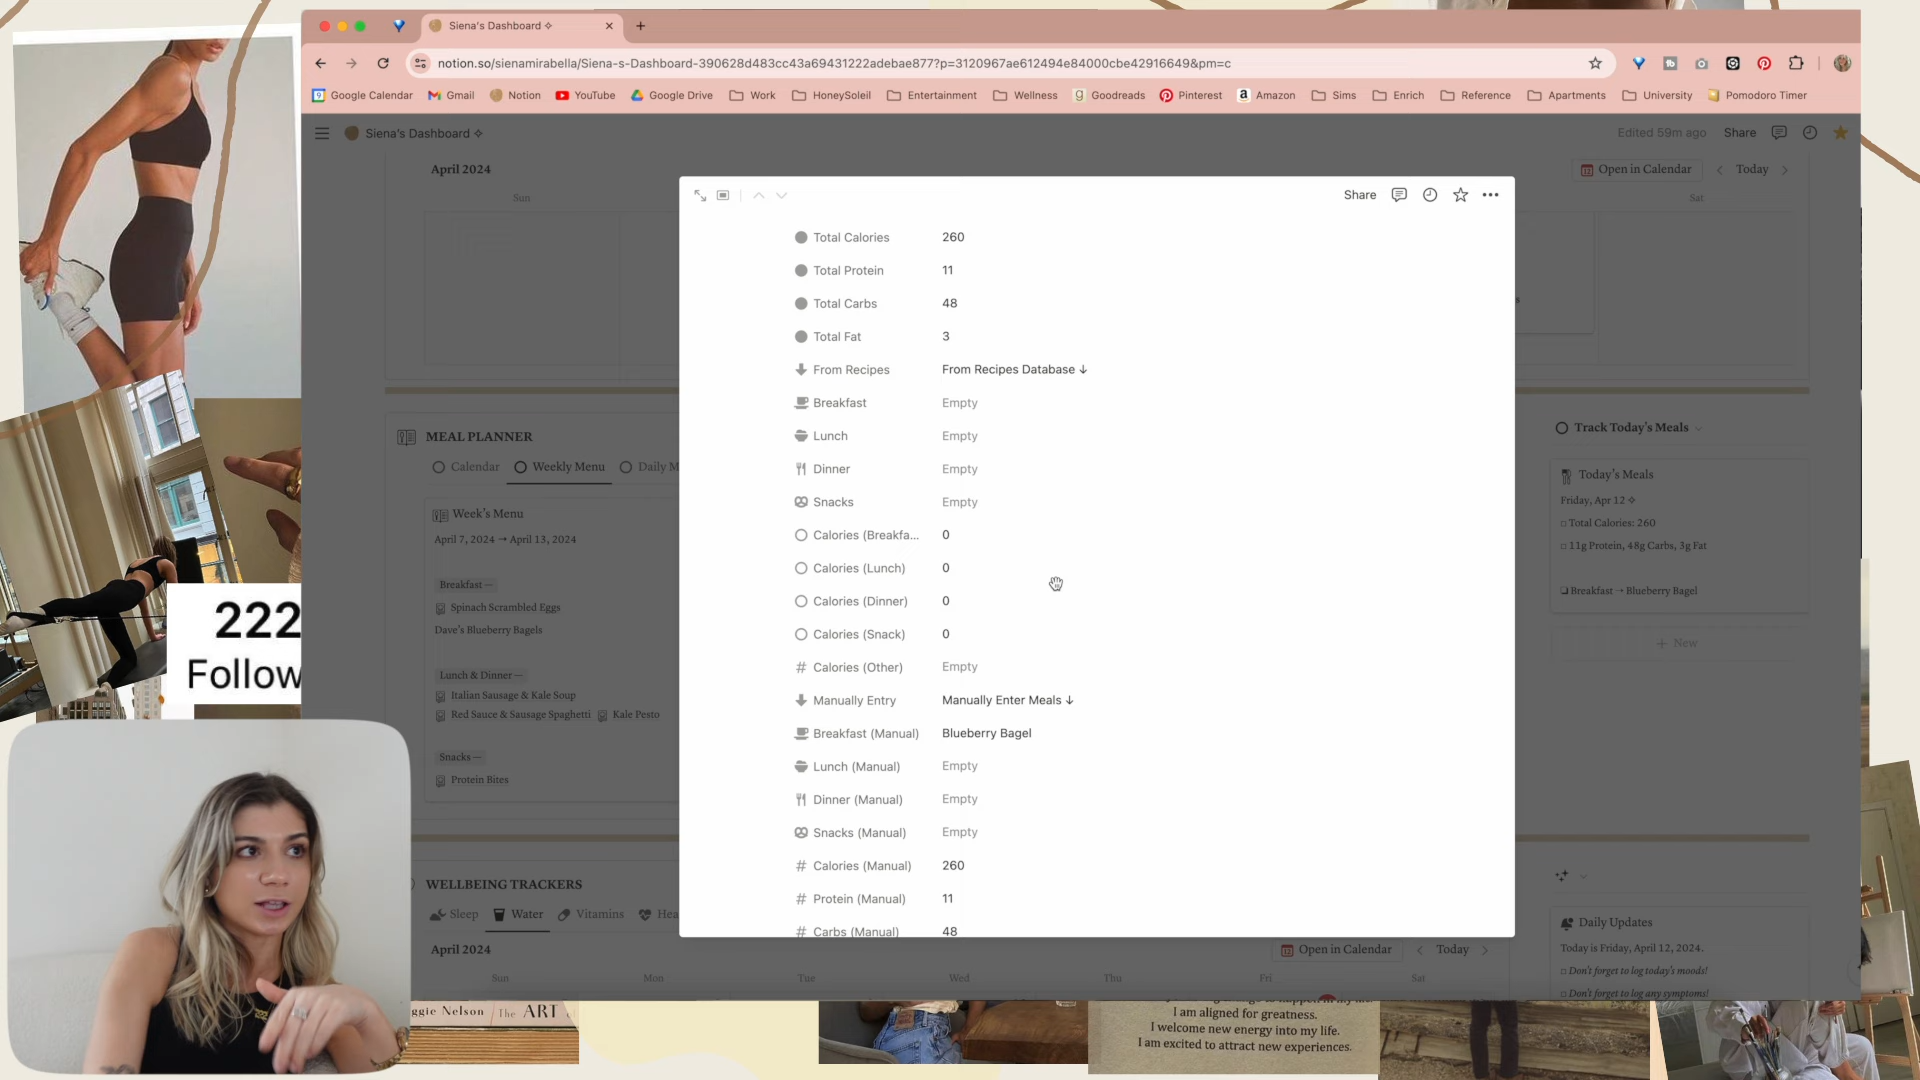 Siena's Dashboard ✧
notion.so/sienamirabella/Siena-s-Dashboard-390628d483cc43a69431222adebae877?p=3120967ae612494e84000cbe42916649&pm=c
Google Calendar
Gmail
Notion
YouTube
Google Drive
Work
HoneySoleil
Entertainment
Wellness
Goodreads
Pinterest
Amazon
Sims
Enrich
Reference
Apartments
University
Pomodoro Timer
Siena's Dashboard ✧
Edited 59m ago
Share
April 2024
Open in Calendar
Today
Sun
Sat
Share
Total Calories 260
Total Protein 11
Total Carbs 48
Total Fat 3
From Recipes From Recipes Database ↓
Breakfast Empty
Lunch Empty
Dinner Empty
Snacks Empty
Calories (Breakfa... 0
Calories (Lunch) 0
Calories (Dinner) 0
Calories (Snack) 0
# Calories (Other) Empty
Manually Entry Manually Enter Meals ↓
Breakfast (Manual) Blueberry Bagel
Lunch (Manual) Empty
Dinner (Manual) Empty
Snacks (Manual) Empty
# Calories (Manual) 260
# Protein (Manual) 11
# Carbs (Manual) 48
MEAL PLANNER
Calendar
Weekly Menu
Daily M
Week's Menu
April 7, 2024 → April 13, 2024
Breakfast —
Spinach Scrambled Eggs
Dave's Blueberry Bagels
Lunch & Dinner —
Italian Sausage & Kale Soup
Red Sauce & Sausage Spaghetti
Kale Pesto
Snacks —
Protein Bites
Track Today's Meals
Today's Meals
Friday, Apr 12 ✧
Total Calories: 260
11g Protein, 48g Carbs, 3g Fat
Breakfast → Blueberry Bagel
+ New
WELLBEING TRACKERS
Sleep
Water
Vitamins
Hea
April 2024
Open in Calendar
Today
Sun
Mon
Tue
Wed
Thu
Fri
Sat
Daily Updates
Today is Friday, April 12, 2024.
Don't forget to log today's moods!
Don't forget to log any symptoms!
222
Follow
ggie Nelson
The ART of
I am aligned for greatness.
I welcome new energy into my life.
I am excited to attract new experiences.